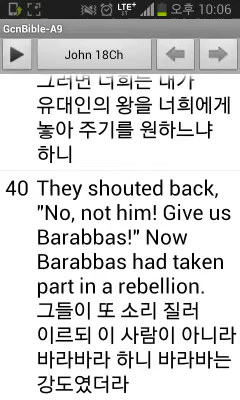 LTE+ 오후 10:06
GcnBible-A9
John 18Ch
그러면 너희는 내가
유대인의 왕을 너희에게
놓아 주기를 원하느냐
하니
40 They shouted back,
"No, not him! Give us
Barabbas!" Now
Barabbas had taken
part in a rebellion.
그들이 또 소리 질러
이르되 이 사람이 아니라
바라바라 하니 바라바는
강도였더라